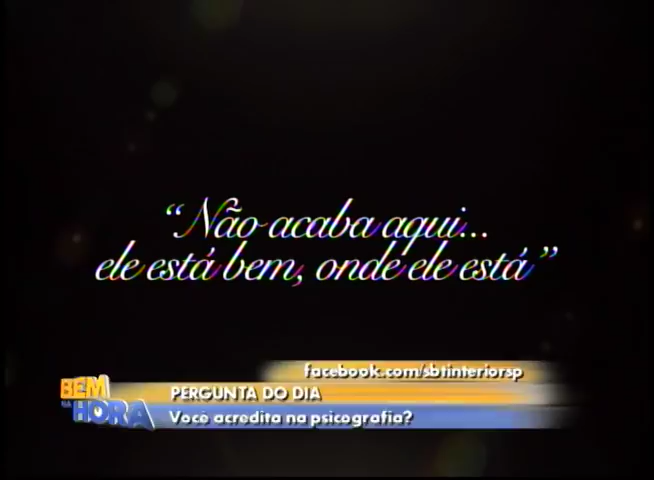 “Não acaba aqui...
ele está bem, onde ele está”
facebook.com/sbtinteriorsp
BEM
NA HORA
PERGUNTA DO DIA
Você acredita na psicografia?